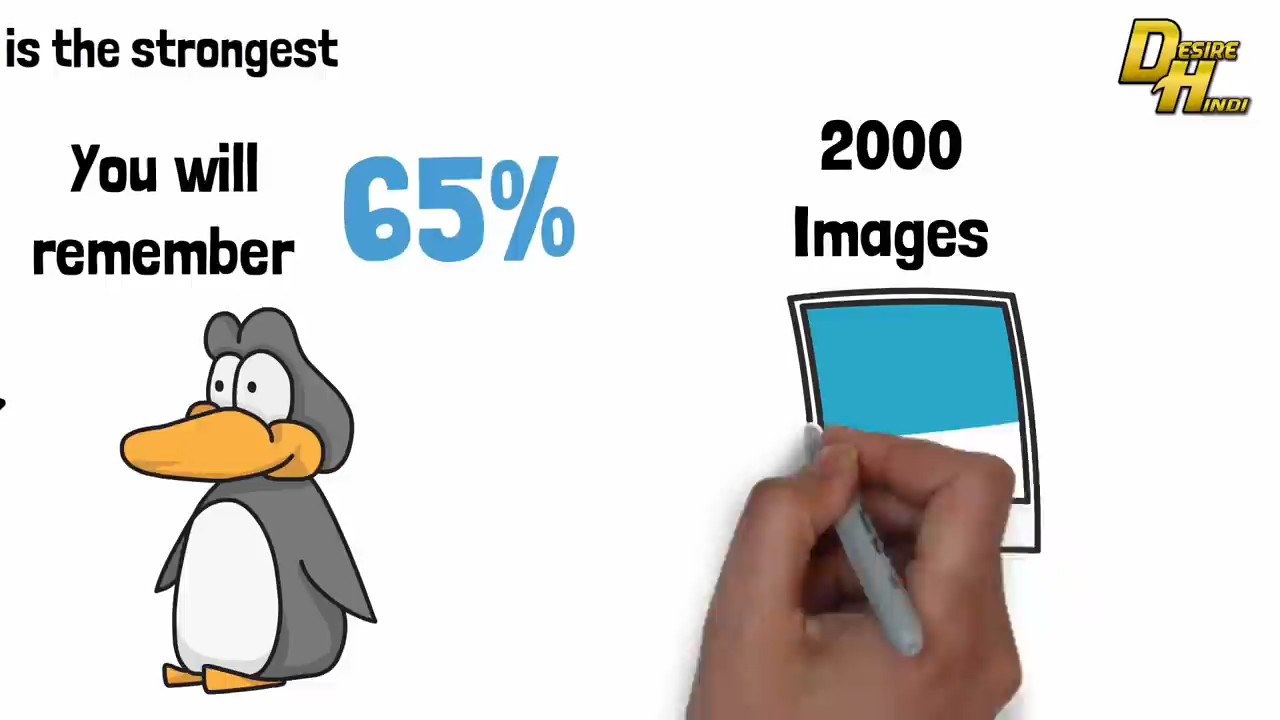 is the strongest
You will
remember
65%
2000
Images
DESIRE
HINDI